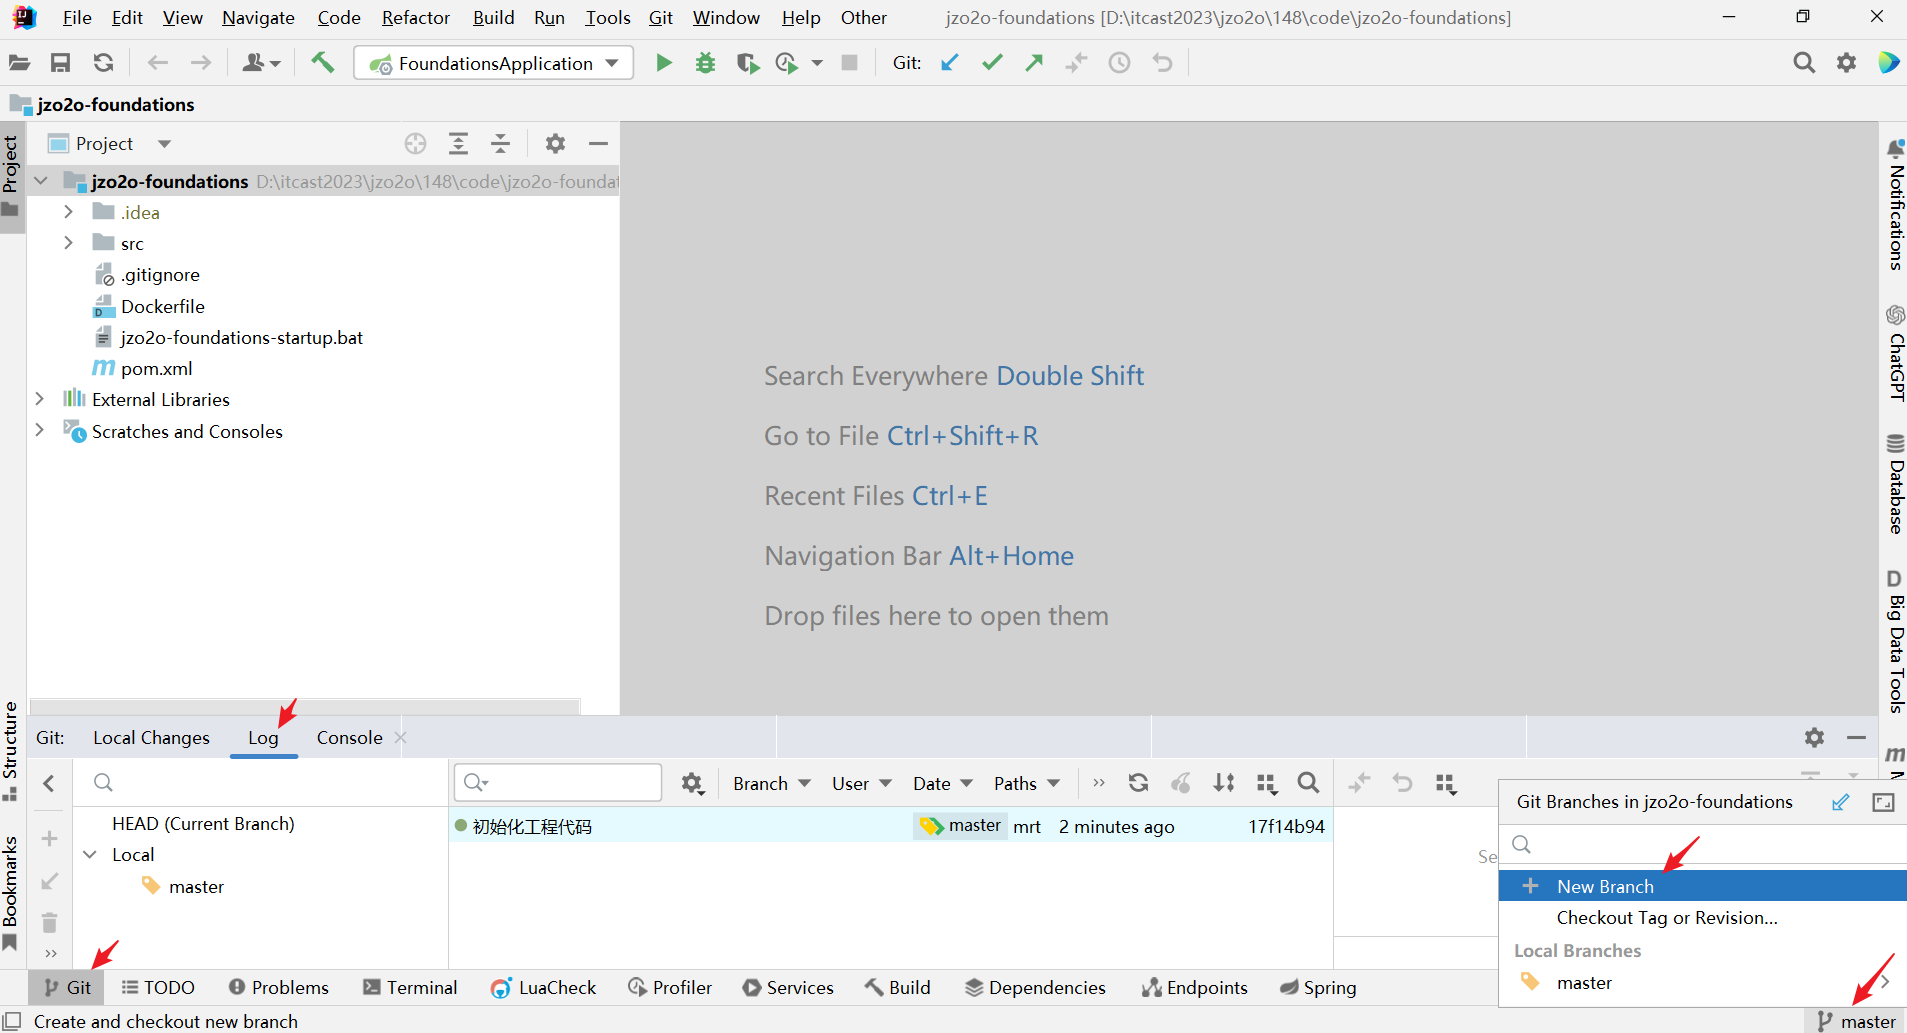 File Edit View Navigate Code Refactor Build Run Tools Git Window Help Other jzo2o-foundations [D:\itcast2023\jzo2o\148\code\jzo2o-foundations]
FoundationsApplication Git:
jzo2o-foundations
Project
Project
jzo2o-foundations D:\itcast2023\jzo2o\148\code\jzo2o-foundat
.idea
src
.gitignore
Dockerfile
jzo2o-foundations-startup.bat
pom.xml
External Libraries
Scratches and Consoles
Search Everywhere Double Shift
Go to File Ctrl+Shift+R
Recent Files Ctrl+E
Navigation Bar Alt+Home
Drop files here to open them
Notifications
ChatGPT
Database
D Big Data Tools
Structure
Bookmarks
Git: Local Changes Log Console
Branch User Date Paths
HEAD (Current Branch)
Local
master
初始化工程代码 master mrt 2 minutes ago 17f14b94
Se
Git Branches in jzo2o-foundations
New Branch
Checkout Tag or Revision...
Local Branches
master
Git TODO Problems Terminal LuaCheck Profiler Services Build Dependencies Endpoints Spring
Create and checkout new branch master